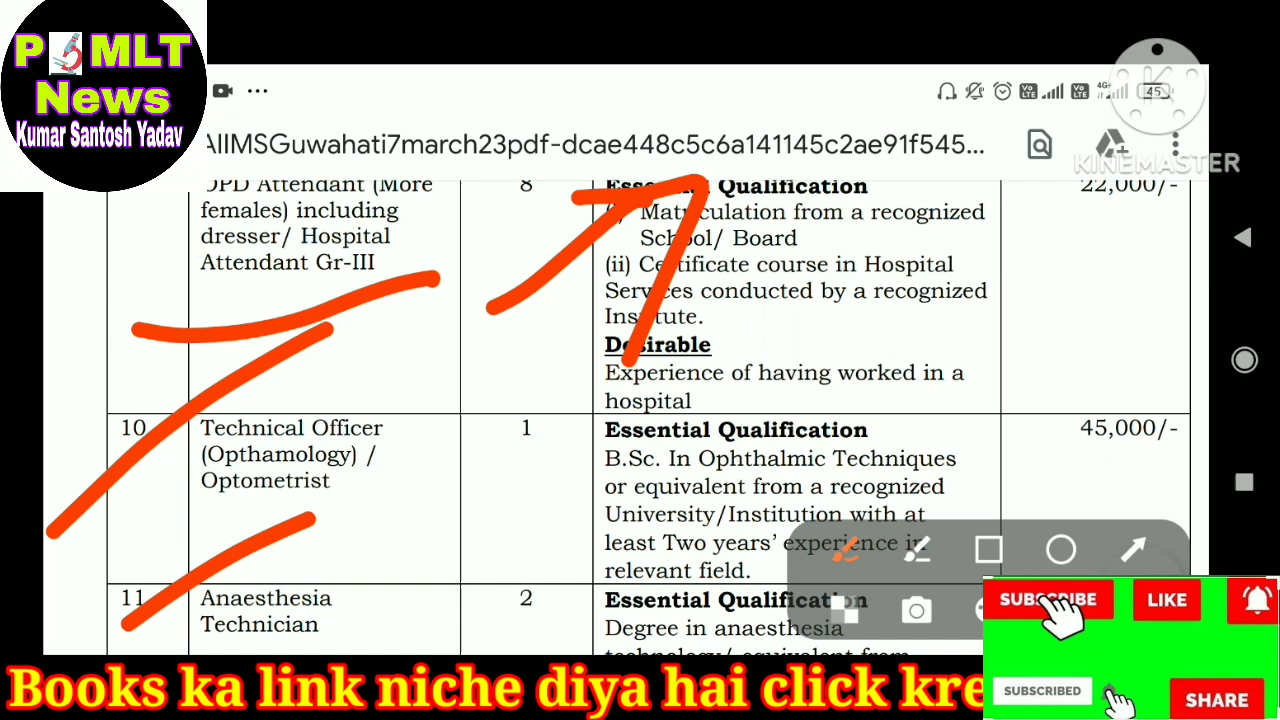 P MLT
News
Kumar Santosh Yadav
45
AIIMSGuwahati7march23pdf-dcae448c5c6a141145c2ae91f545...
KINEMASTER
OPD Attendant (More
females) including
dresser/ Hospital
Attendant Gr-III
8
Essential Qualification
(i) Matriculation from a recognized
School/ Board
(ii) Certificate course in Hospital
Services conducted by a recognized
Institute.
Desirable
Experience of having worked in a
hospital
22,000/-
10
Technical Officer
(Opthamology) /
Optometrist
1
Essential Qualification
B.Sc. In Ophthalmic Techniques
or equivalent from a recognized
University/Institution with at
least Two years’ experience in
relevant field.
45,000/-
11
Anaesthesia
Technician
2
Essential Qualification
Degree in anaesthesia
technology/ equivalent from
SUBSCRIBE
LIKE
SUBSCRIBED
SHARE
Books ka link niche diya hai click kre